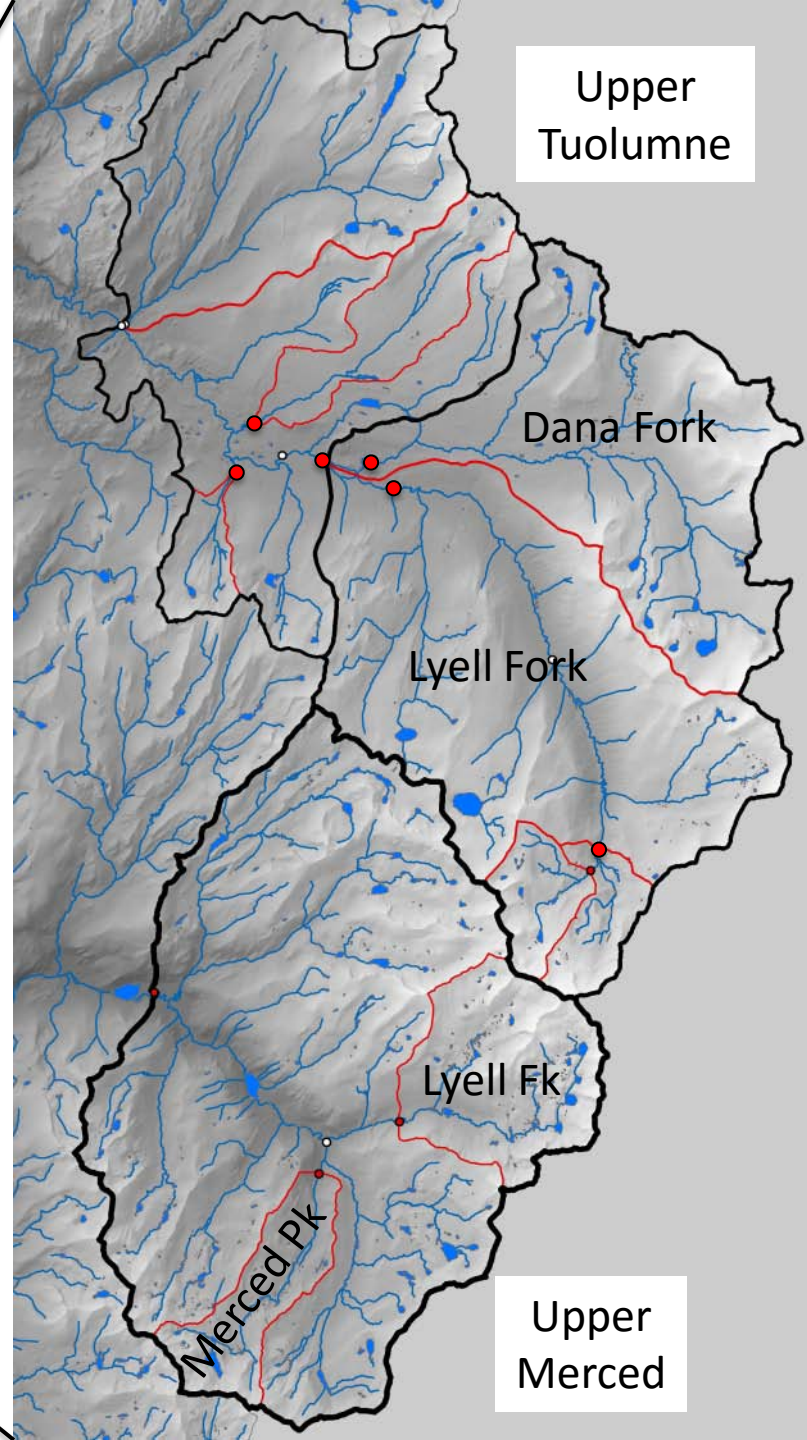 Upper
Tuolumne
Dana Fork
Lyell Fork
Lyell Fk
Merced Pk
Upper
Merced